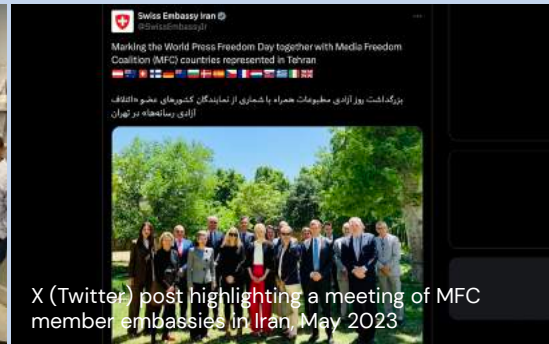 Swiss Embassy Iran
@SwissEmbassyIr
Marking the World Press Freedom Day together with Media Freedom
Coalition (MFC) countries represented in Tehran
بزرگداشت روز آزادی مطبوعات همراه با شماری از نمایندگان کشورهای عضو «ائتلاف
آزادی رسانه‌ها» در تهران
X (Twitter) post highlighting a meeting of MFC
member embassies in Iran, May 2023